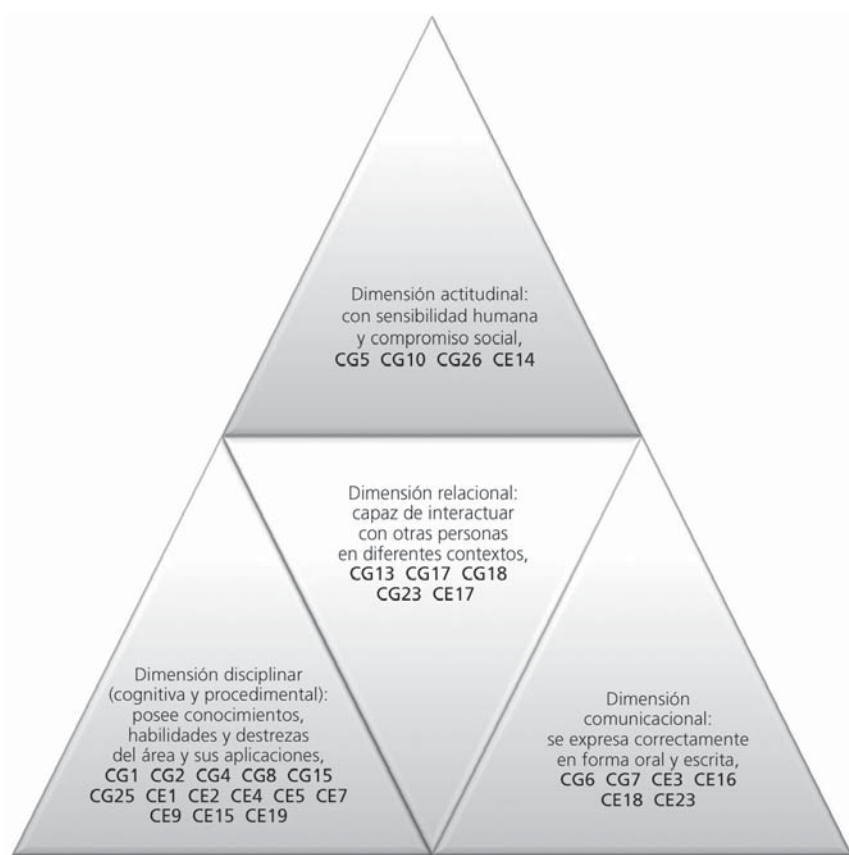 Dimensión actitudinal:
con sensibilidad humana
y compromiso social,
CG5 CG10 CG26 CE14
Dimensión relacional:
capaz de interactuar
con otras personas
en diferentes contextos,
CG13 CG17 CG18
CG23 CE17
Dimensión disciplinar
(cognitiva y procedimental):
posee conocimientos,
habilidades y destrezas
del área y sus aplicaciones,
CG1 CG2 CG4 CG8 CG15
CG25 CE1 CE2 CE4 CE5 CE7
CE9 CE15 CE19
Dimensión
comunicacional:
se expresa correctamente
en forma oral y escrita,
CG6 CG7 CE3 CE16
CE18 CE23